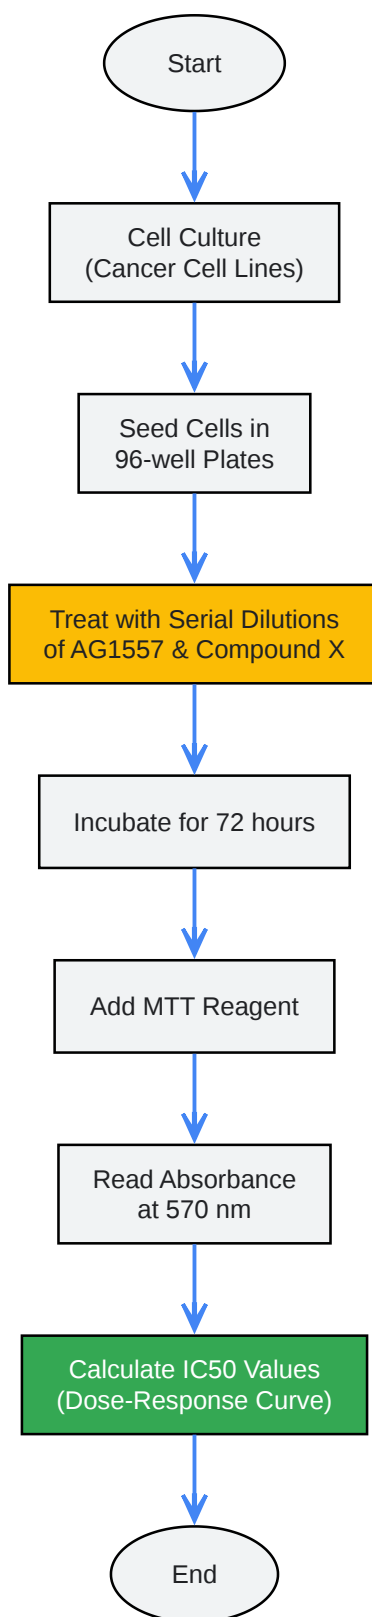 Start
Cell Culture
(Cancer Cell Lines)
Seed Cells in
96-well Plates
Treat with Serial Dilutions
of AG1557 & Compound X
Incubate for 72 hours
Add MTT Reagent
Read Absorbance
at 570 nm
Calculate IC50 Values
(Dose-Response Curve)
End